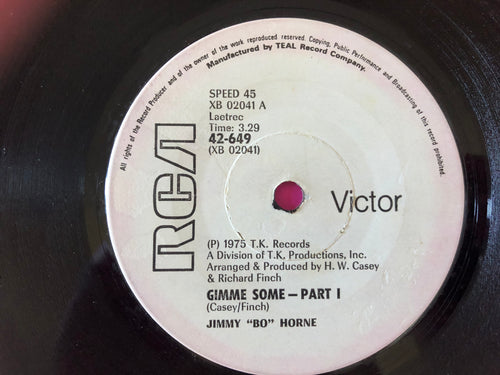 All rights of the Record Producer and of the owner of the work reproduced reserved. Copying, Public Performance and Broadcasting of this record prohibited.
Manufactured by TEAL Record Company.
SPEED 45
XB 02041 A
Laetrec
Time: 3.29
42-649
(XB 02041)
RCA
Victor
(P) 1975 T.K. Records
A Division of T.K. Productions, Inc.
Arranged & Produced by H. W. Casey
& Richard Finch
GIMME SOME — PART I
(Casey/Finch)
JIMMY "BO" HORNE